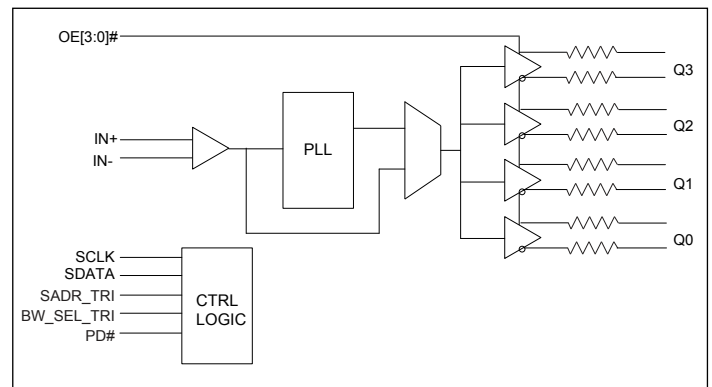 OE[3:0]#
Q3
Q2
IN+
IN-
PLL
Q1
Q0
SCLK
SDATA
SADR_TRI
BW_SEL_TRI
PD#
CTRL
LOGIC